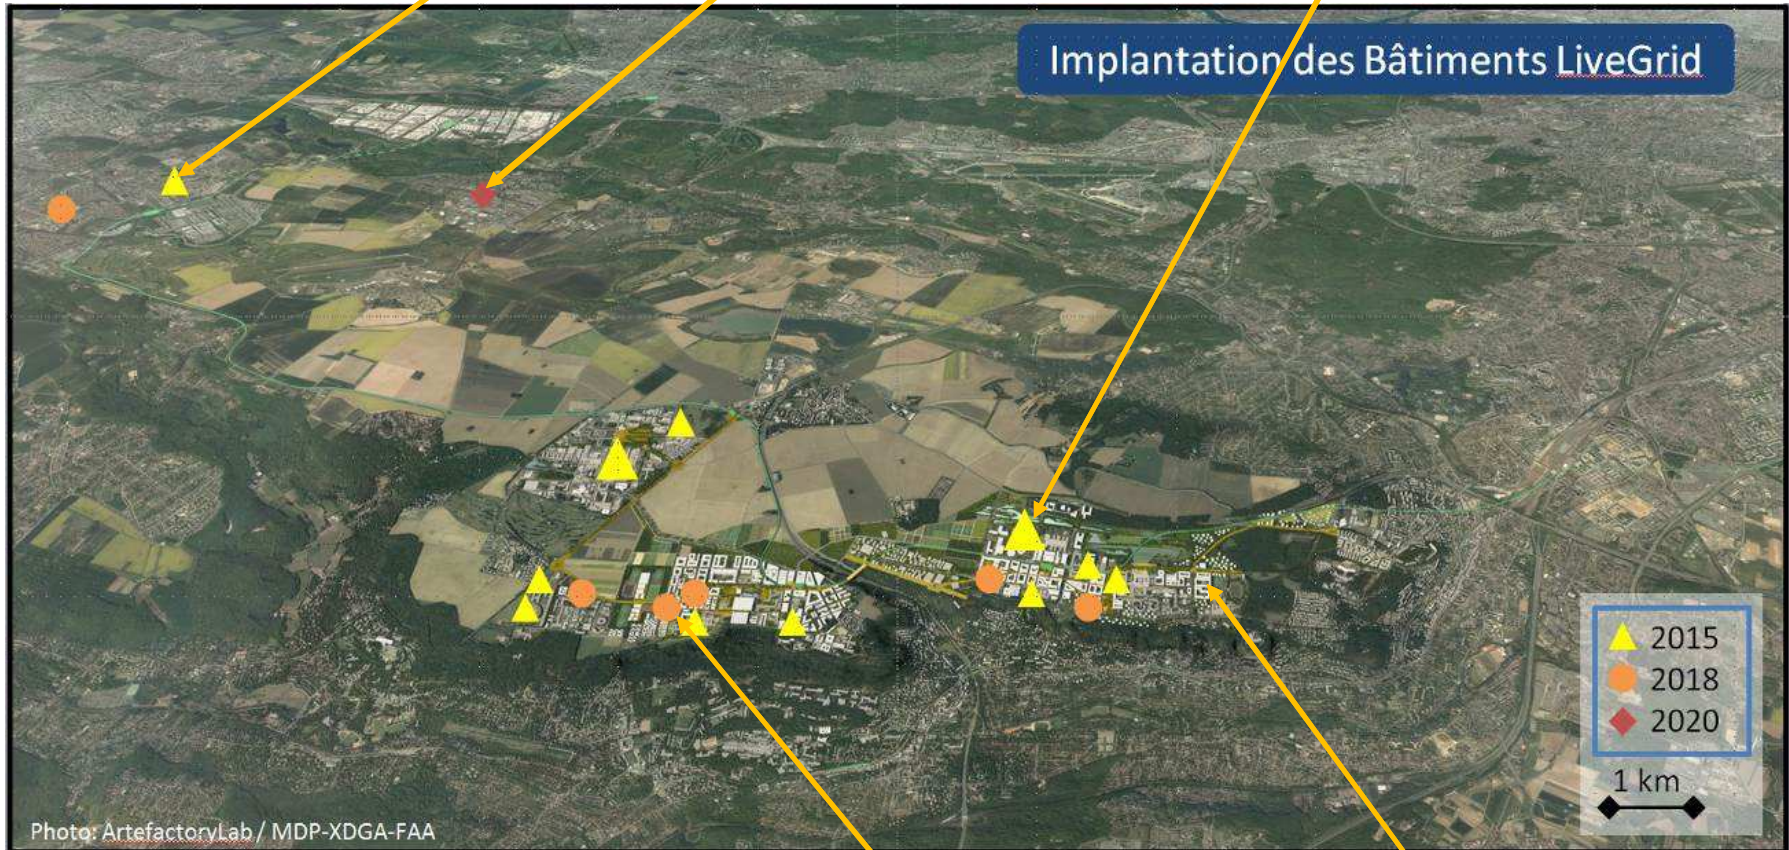 Implantation des Bâtiments LiveGrid
2015
2018
2020
1 km
Photo: ArtefactoryLab / MDP-XDGA-FAA